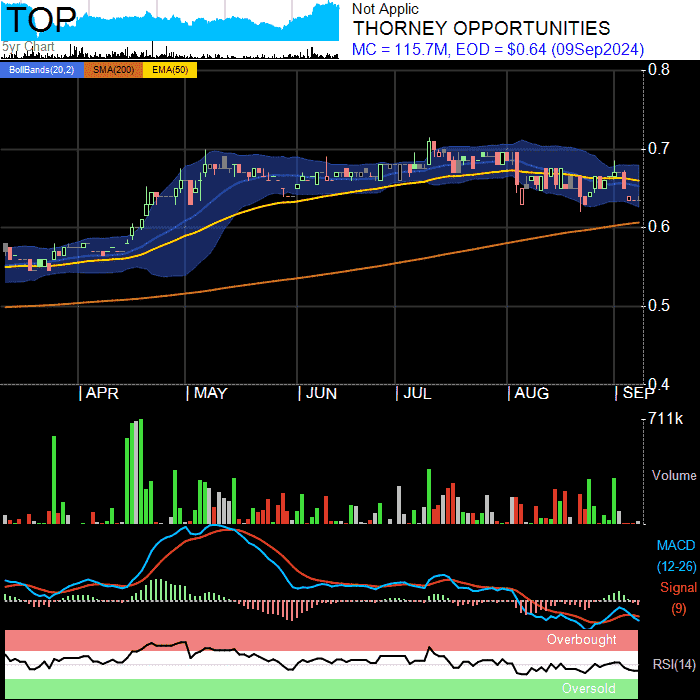 TOP
5yr Chart
Not Applic
THORNEY OPPORTUNITIES
MC = 115.7M, EOD = $0.64 (09Sep2024)
BollBands(20,2) SMA(200) EMA(50)
0.8
0.7
0.6
0.5
0.4
APR MAY JUN JUL AUG SEP
711k
Volume
MACD
(12-26)
Signal
(9)
Overbought
RSI(14)
Oversold